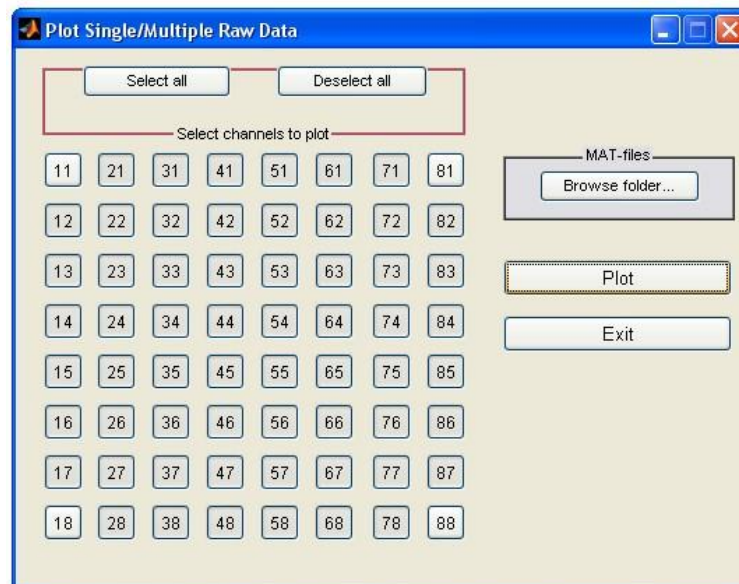 Plot Single/Multiple Raw Data
Select all Deselect all
Select channels to plot
MAT-files
Browse folder...
11 21 31 41 51 61 71 81
12 22 32 42 52 62 72 82
13 23 33 43 53 63 73 83
Plot
14 24 34 44 54 64 74 84
Exit
15 25 35 45 55 65 75 85
16 26 36 46 56 66 76 86
17 27 37 47 57 67 77 87
18 28 38 48 58 68 78 88